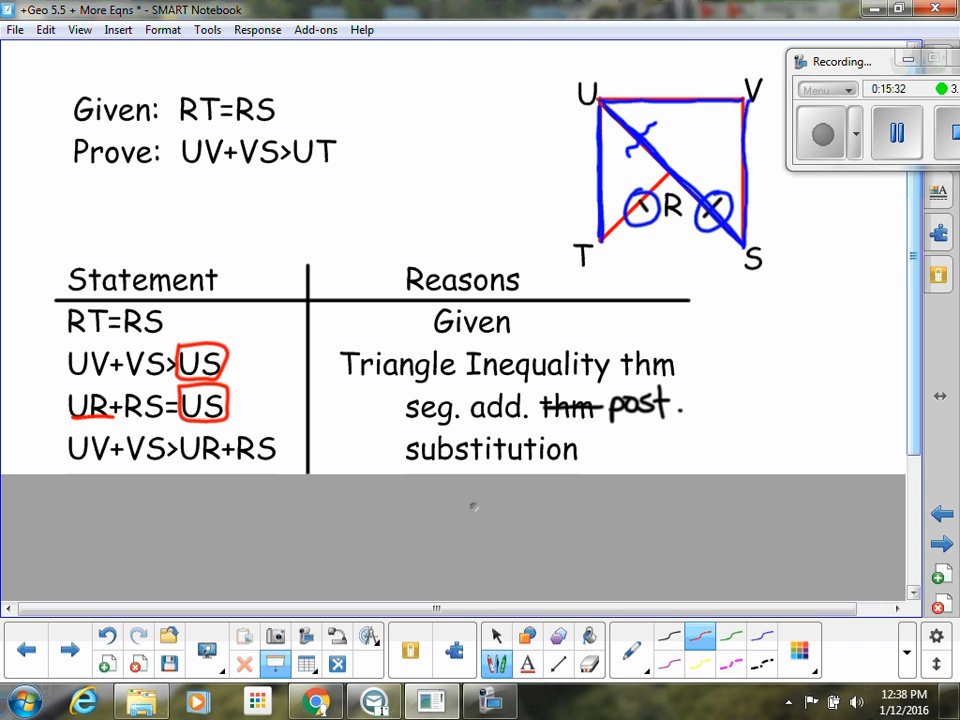 +Geo 5.5 + More Eqns * - SMART Notebook
File Edit View Insert Format Tools Response Add-ons Help
Recording...
Menu
0:15:32
3.
Given: RT=RS
Prove: UV+VS>UT
U V
R
T S
Statement Reasons
RT=RS Given
UV+VS>US Triangle Inequality thm
UR+RS=US seg. add. thm post.
UV+VS>UR+RS substitution
12:38 PM
1/12/2016